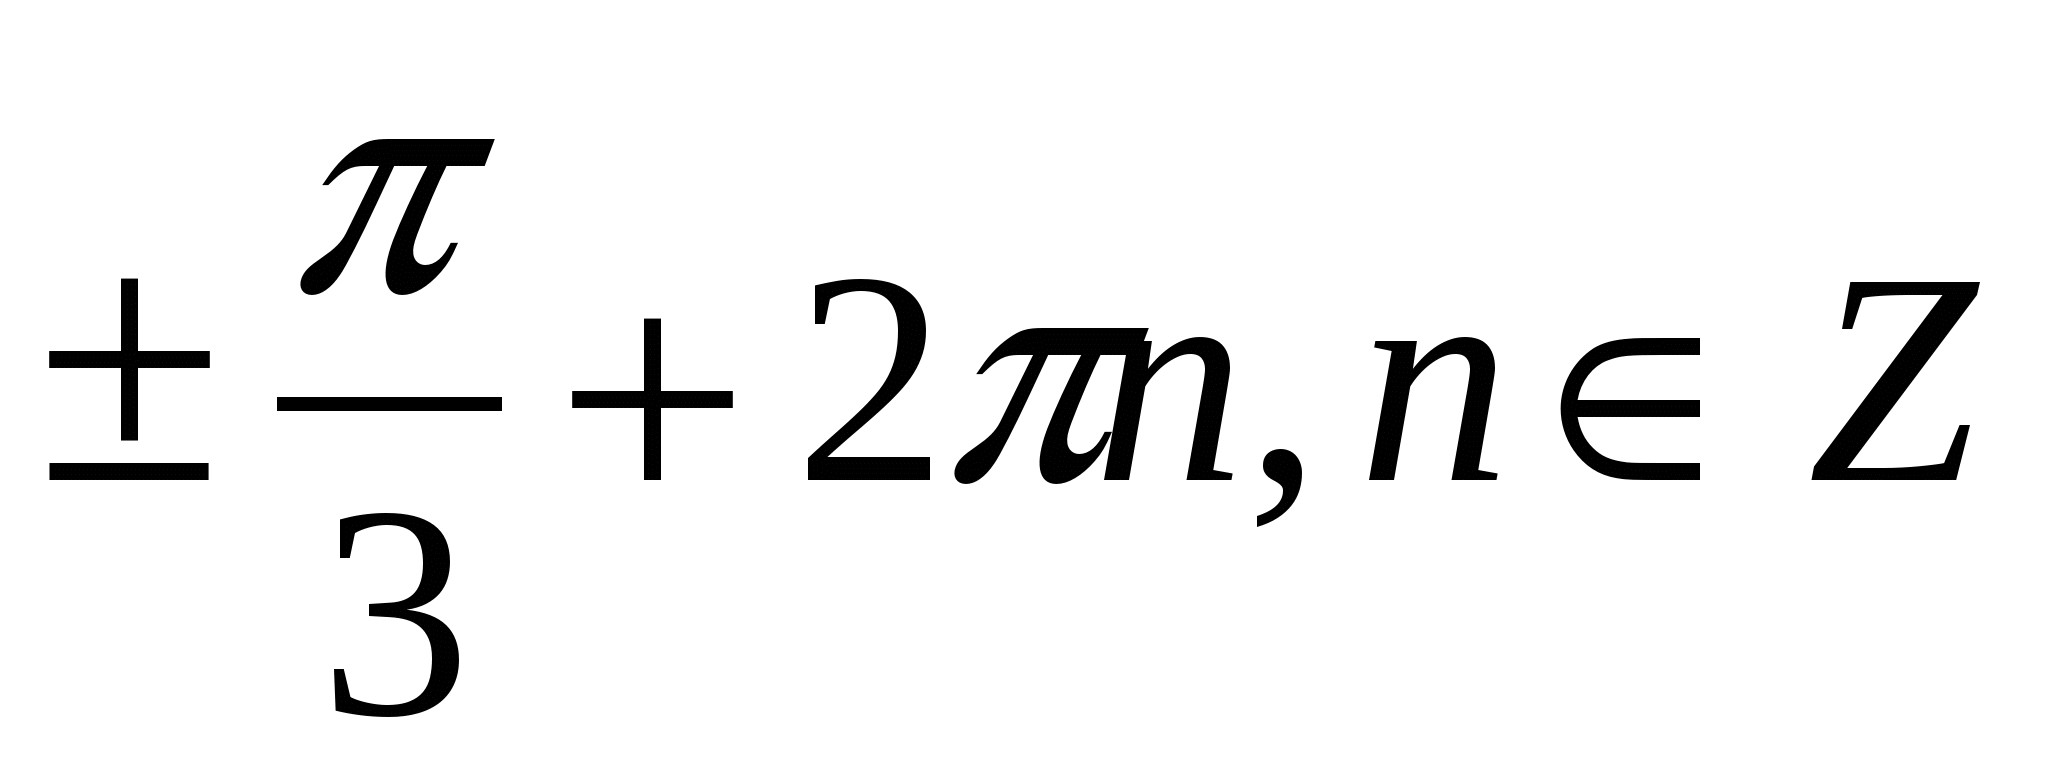 ± π/3 + 2πn, n ∈ Z